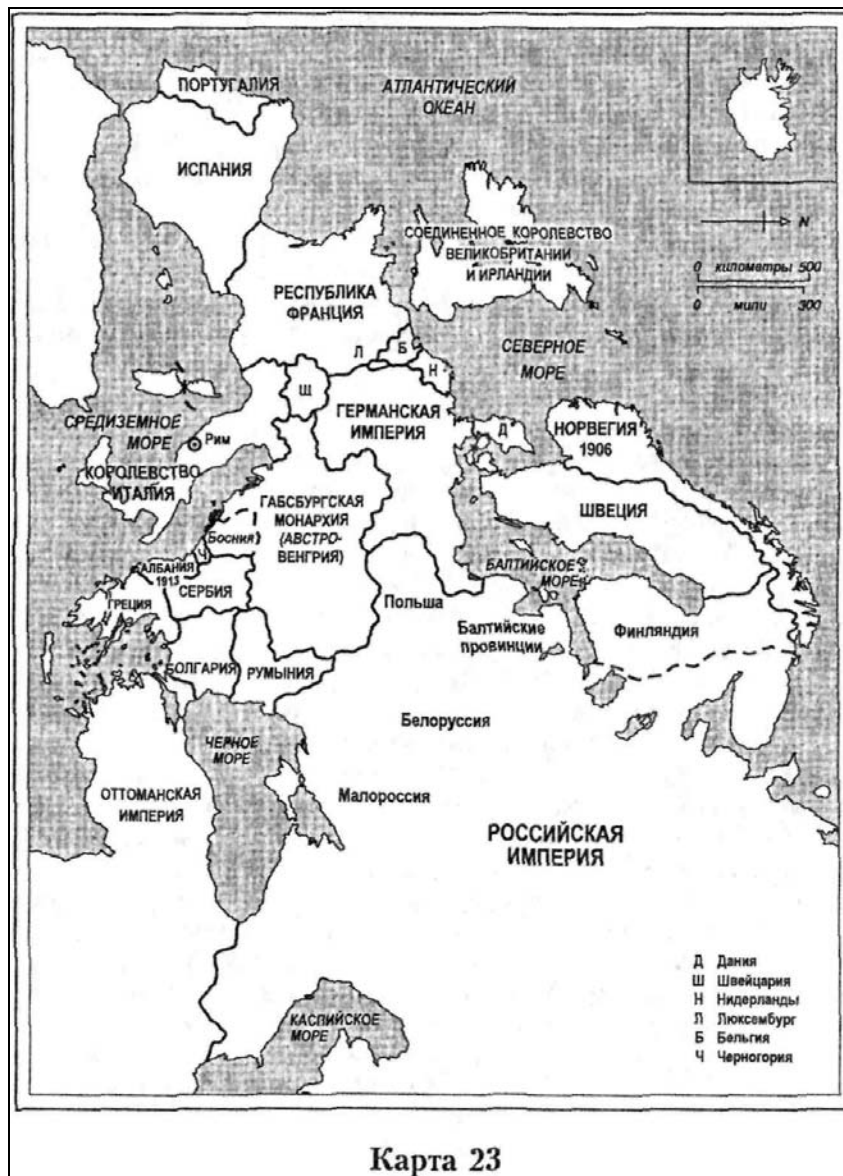 ПОРТУГАЛИЯ
АТЛАНТИЧЕСКИЙ
ОКЕАН
ИСПАНИЯ
N
СОЕДИНЕННОЕ КОРОЛЕВСТВО
ВЕЛИКОБРИТАНИИ
И ИРЛАНДИИ
0 километры 500
0 мили 300
РЕСПУБЛИКА
ФРАНЦИЯ
Л
Б
Н
Ш
СЕВЕРНОЕ
МОРЕ
ГЕРМАНСКАЯ
ИМПЕРИЯ
Д
НОРВЕГИЯ
1906
СРЕДИЗЕМНОЕ
МОРЕ
Рим
КОРОЛЕВСТВО
ИТАЛИЯ
ГАБСБУРГСКАЯ
МОНАРХИЯ
(АВСТРО-
ВЕНГРИЯ)
Босния
Ч
ШВЕЦИЯ
БАЛТИЙСКОЕ
МОРЕ
АЛБАНИЯ
1913
СЕРБИЯ
ГРЕЦИЯ
Польша
Балтийские
провинции
ФИНЛЯНДИЯ
БОЛГАРИЯ
РУМЫНИЯ
Белоруссия
ЧЕРНОЕ
МОРЕ
ОТТОМАНСКАЯ
ИМПЕРИЯ
Малороссия
РОССИЙСКАЯ
ИМПЕРИЯ
КАСПИЙСКОЕ
МОРЕ
Д Дания
Ш Швейцария
Н Нидерланды
Л Люксембург
Б Бельгия
Ч Черногория
Карта 23